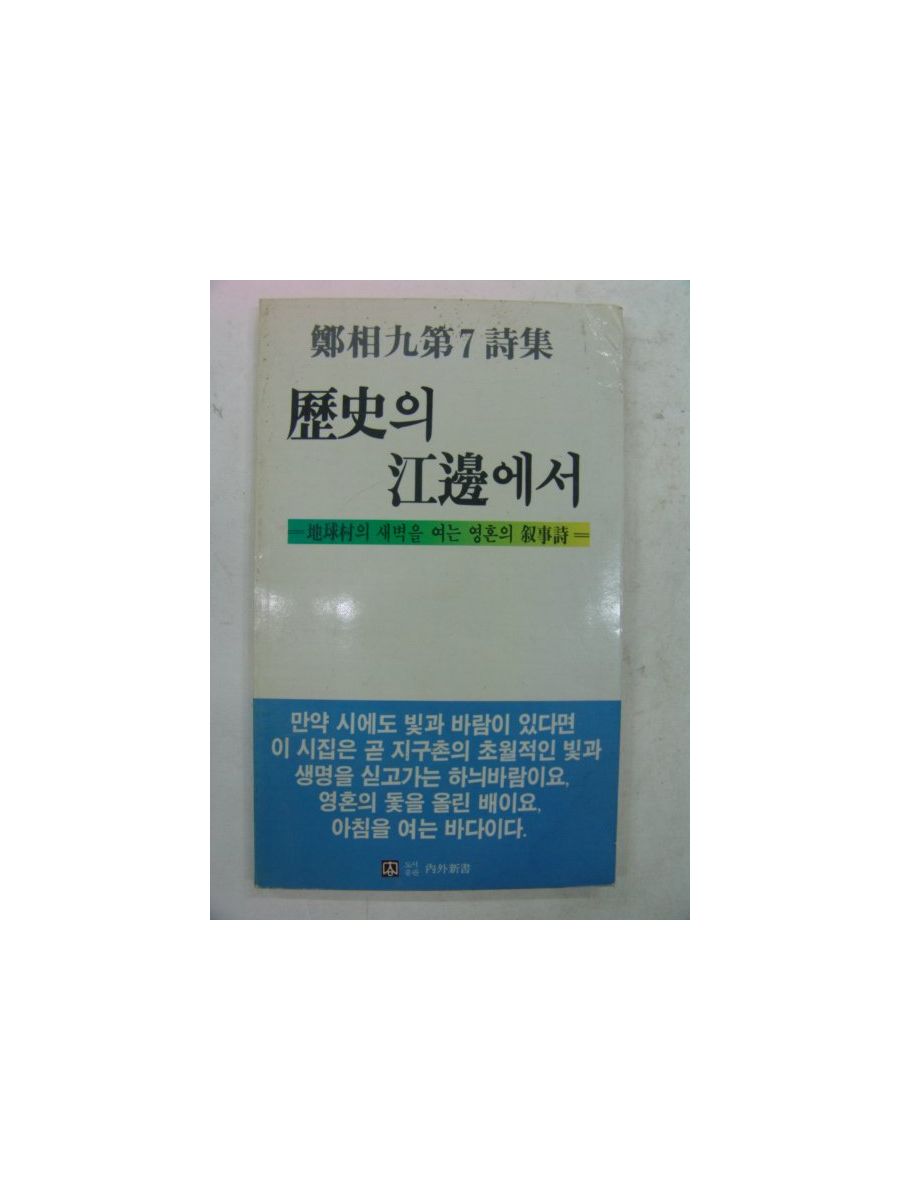 鄭相九第7詩集
歷史의
江邊에서
=地球村의 새벽을 여는 영혼의 叙事詩=
만약 시에도 빛과 바람이 있다면
이 시집은 곧 지구촌의 초월적인 빛과
생명을 싣고가는 하늬바람이요,
영혼의 돛을 올린 배이요,
아침을 여는 바다이다.
도서
출판 內外新書